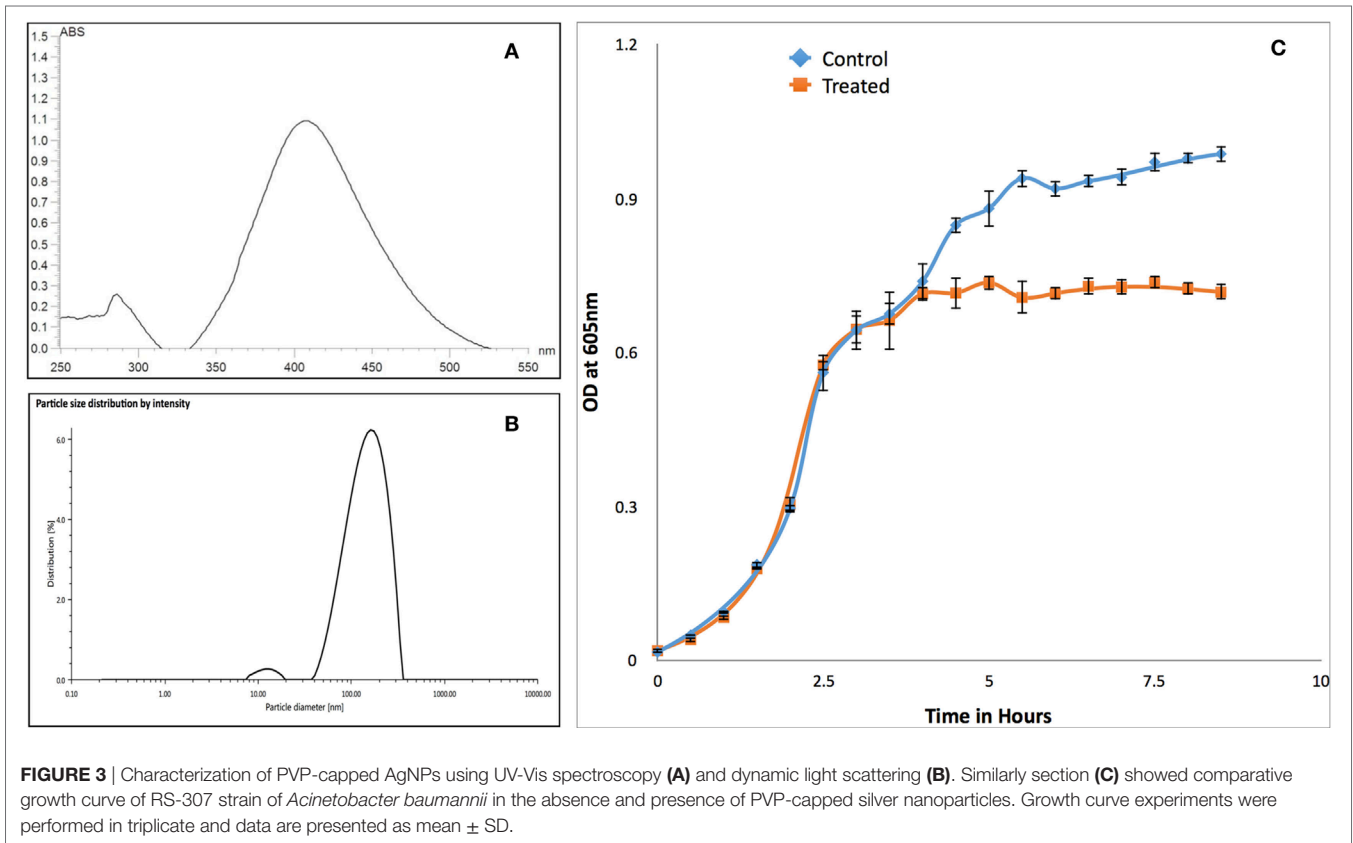 ABS
A
1.5
1.4
1.3
1.2
1.1
1.0
0.9
0.8
0.7
0.6
0.5
0.4
0.3
0.2
0.1
0.0
nm
250 300 350 400 450 500 550
Particle size distribution by intensity
B
6.0
4.0
2.0
0.0
Distribution [%]
0.10 1.00 10.00 100.00 1000.00 10000.00
Particle diameter [nm]
C
Control
Treated
1.2
0.9
0.6
0.3
0
OD at 605nm
0 2.5 5 7.5 10
Time in Hours
FIGURE 3 | Characterization of PVP-capped AgNPs using UV-Vis spectroscopy (A) and dynamic light scattering (B). Similarly section (C) showed comparative
growth curve of RS-307 strain of Acinetobacter baumannii in the absence and presence of PVP-capped silver nanoparticles. Growth curve experiments were
performed in triplicate and data are presented as mean ± SD.